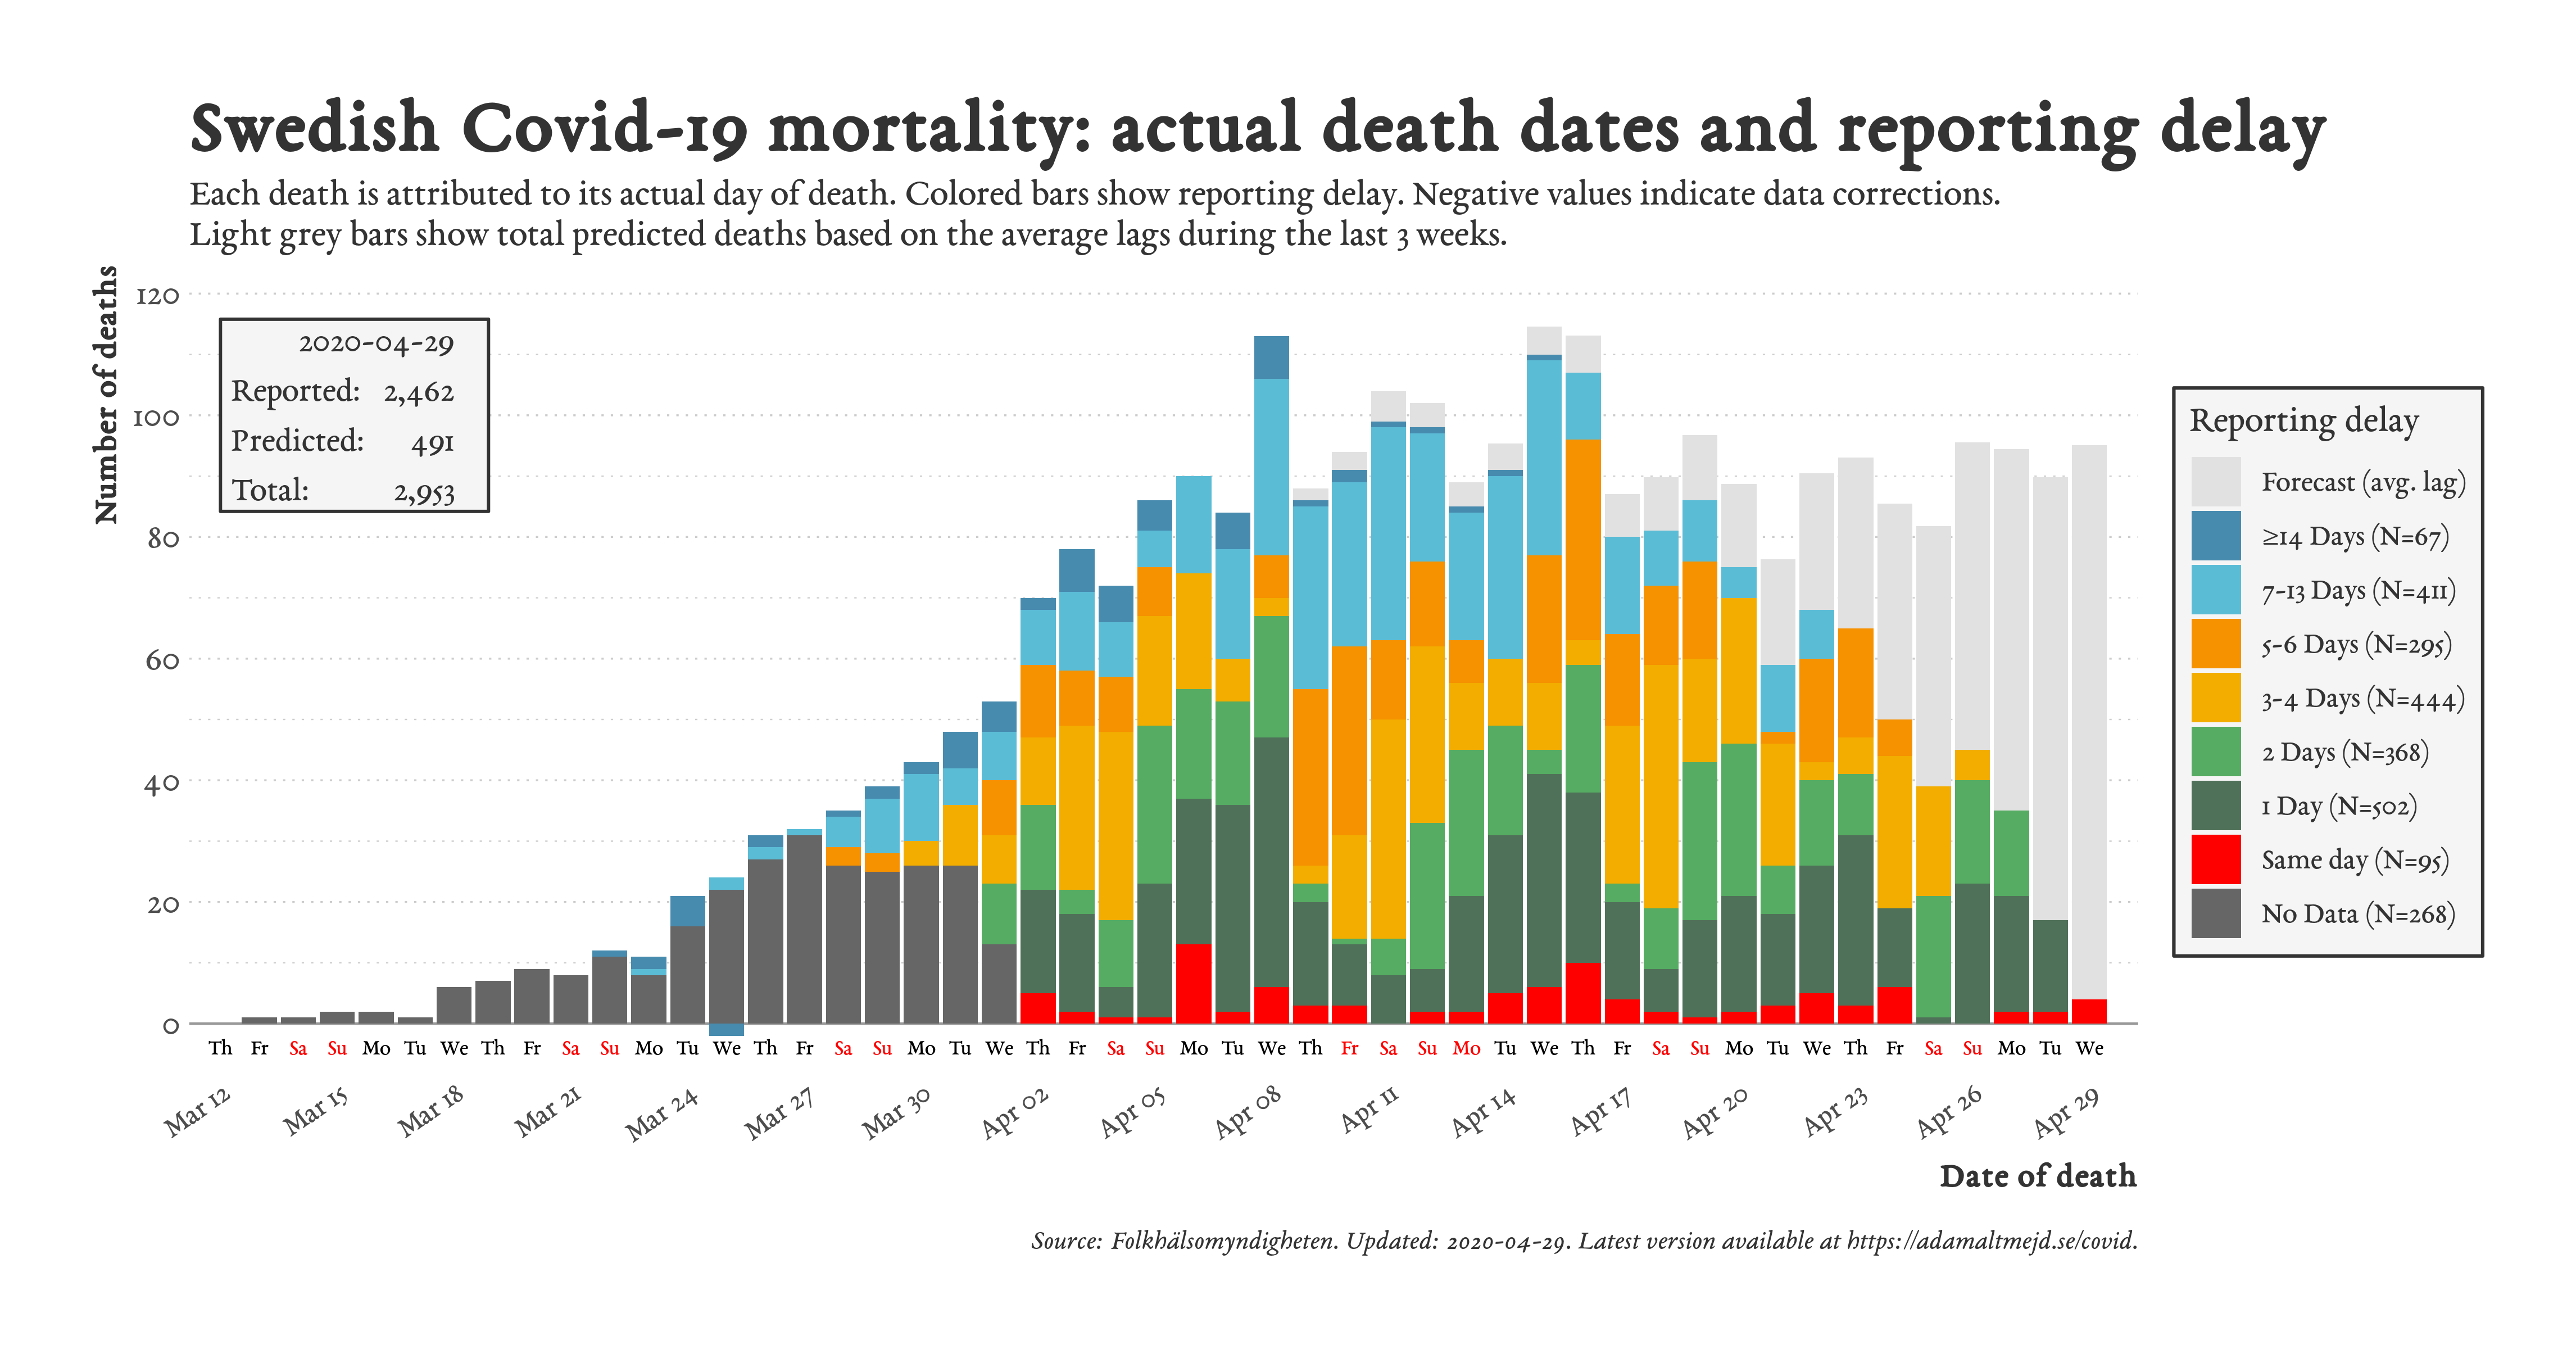 Swedish Covid-19 mortality: actual death dates and reporting delay
Each death is attributed to its actual day of death. Colored bars show reporting delay. Negative values indicate data corrections.
Light grey bars show total predicted deaths based on the average lags during the last 3 weeks.
Number of deaths
120
100
80
60
40
20
0
2020-04-29
Reported: 2,462
Predicted: 491
Total: 2,953
Reporting delay
Forecast (avg. lag)
≥14 Days (N=67)
7-13 Days (N=411)
5-6 Days (N=295)
3-4 Days (N=444)
2 Days (N=368)
1 Day (N=502)
Same day (N=95)
No Data (N=268)
Th Fr Sa Su Mo Tu We Th Fr Sa Su Mo Tu We Th Fr Sa Su Mo Tu We Th Fr Sa Su Mo Tu We Th Fr Sa Su Mo Tu We Th Fr Sa Su Mo Tu We Th Fr Sa Su Mo Tu We
Mar 12 Mar 15 Mar 18 Mar 21 Mar 24 Mar 27 Mar 30 Apr 02 Apr 05 Apr 08 Apr 11 Apr 14 Apr 17 Apr 20 Apr 23 Apr 26 Apr 29
Date of death
Source: Folkhälsomyndigheten. Updated: 2020-04-29. Latest version available at https://adamaltmejd.se/covid.